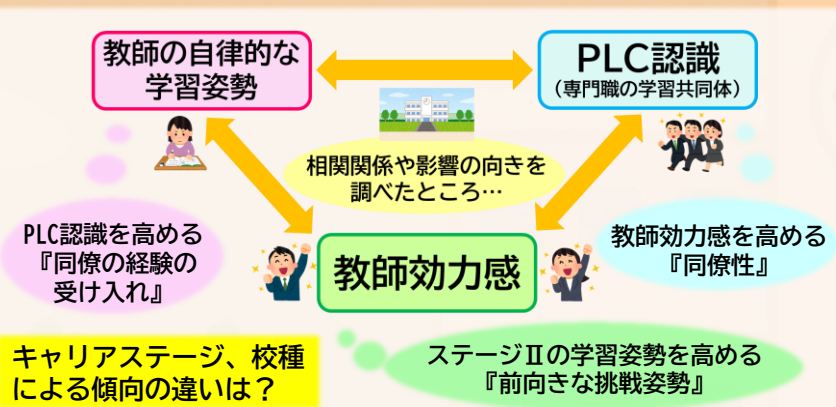 教師の自律的な
学習姿勢
PLC認識
（専門職の学習共同体）
相関関係や影響の向きを
調べたところ…
PLC認識を高める
『同僚の経験の
受け入れ』
教師効力感
教師効力感を高める
『同僚性』
キャリアステージ、校種
による傾向の違いは？
ステージⅡの学習姿勢を高める
『前向きな挑戦姿勢』